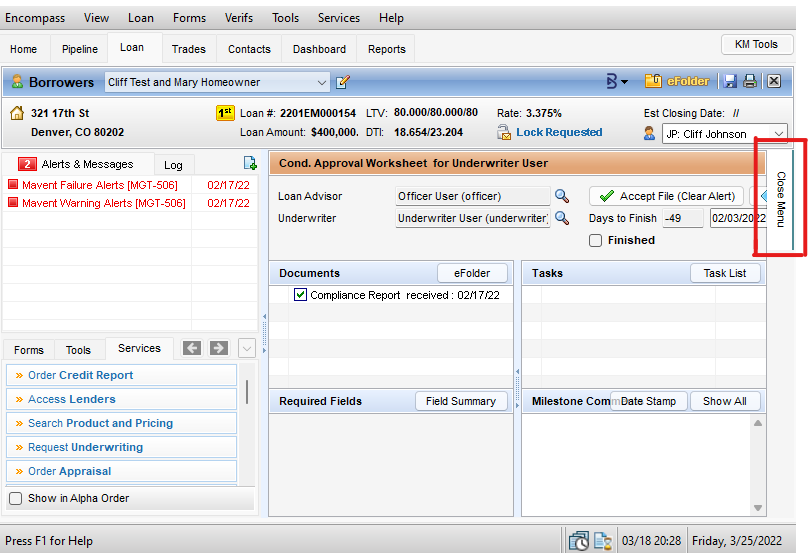 Encompass View Loan Forms Verifs Tools Services Help
Home Pipeline Loan Trades Contacts Dashboard Reports KM Tools
Borrowers Cliff Test and Mary Homeowner eFolder
321 17th St 1st Loan #: 2201EM000154 LTV: 80.000/80.000/80 Rate: 3.375% Est Closing Date: //
Denver, CO 80202 Loan Amount: $400,000. DTI: 18.654/23.204 Lock Requested JP: Cliff Johnson
2 Alerts & Messages Log
Mavent Failure Alerts [MGT-506] 02/17/22
Mavent Warning Alerts [MGT-506] 02/17/22
Cond. Approval Worksheet for Underwriter User
Loan Advisor Officer User (officer) Accept File (Clear Alert)
Underwriter Underwriter User (underwriter) Days to Finish -49 02/03/2022
Finished
Close Menu
Documents eFolder
Compliance Report received : 02/17/22
Tasks Task List
Forms Tools Services
» Order Credit Report
» Access Lenders
» Search Product and Pricing
» Request Underwriting
» Order Appraisal
Show in Alpha Order
Required Fields Field Summary
Milestone Comm Date Stamp Show All
Press F1 for Help 03/18 20:28 Friday, 3/25/2022